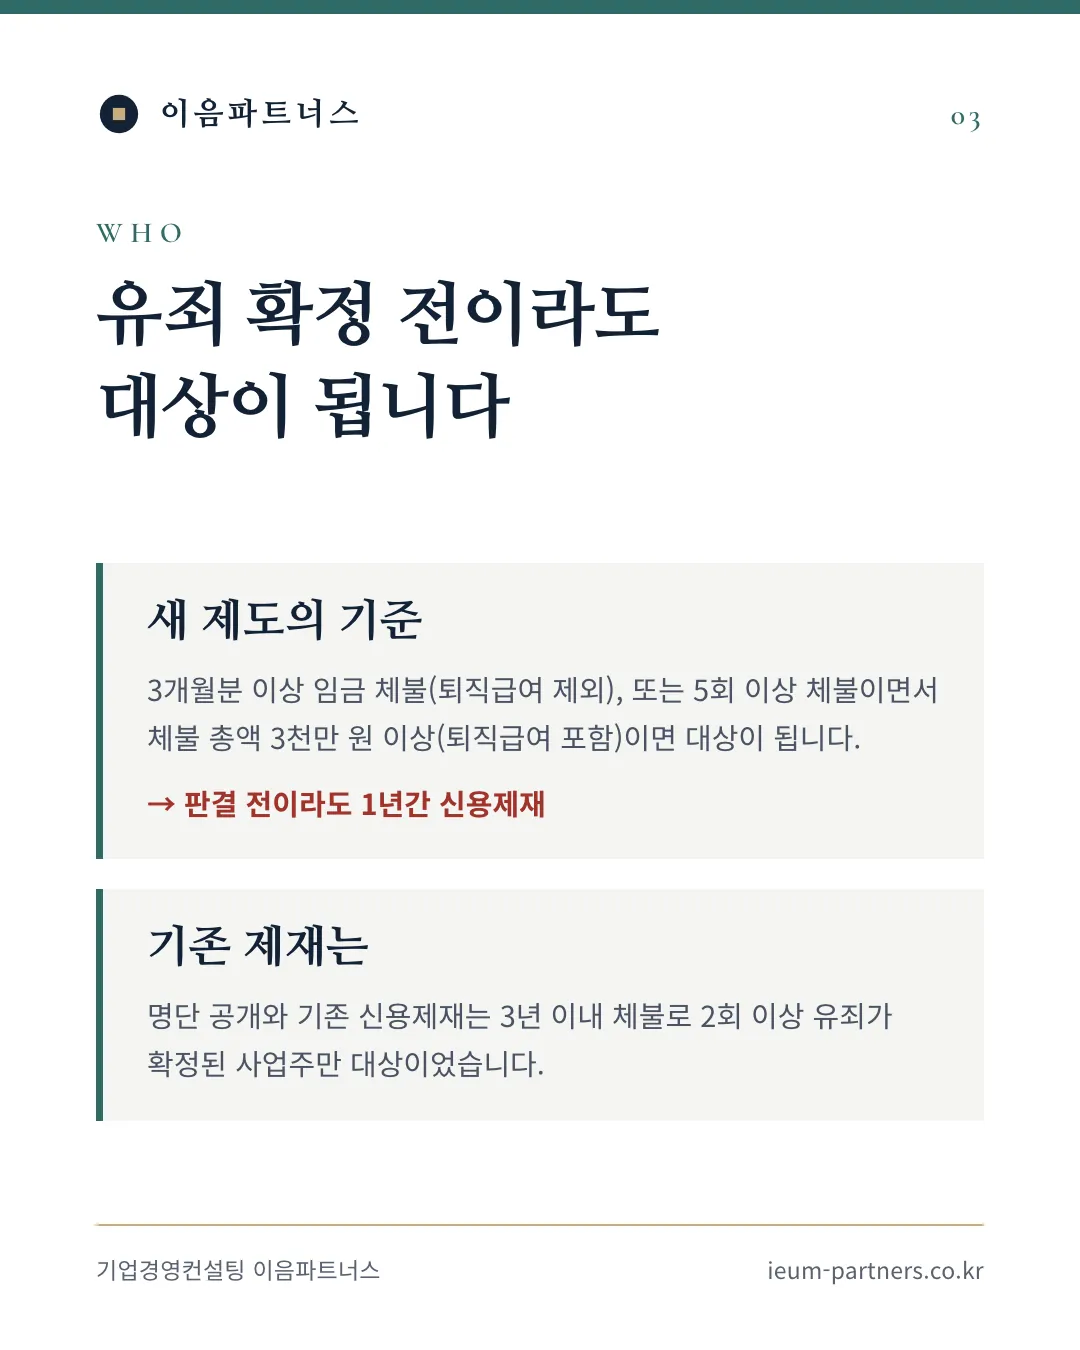 이음파트너스
03
WHO
유죄 확정 전이라도
대상이 됩니다
새 제도의 기준
3개월분 이상 임금 체불(퇴직급여 제외), 또는 5회 이상 체불이면서
체불 총액 3천만 원 이상(퇴직급여 포함)이면 대상이 됩니다.
→ 판결 전이라도 1년간 신용제재
기존 제재는
명단 공개와 기존 신용제재는 3년 이내 체불로 2회 이상 유죄가
확정된 사업주만 대상이었습니다.
기업경영컨설팅 이음파트너스
ieum-partners.co.kr